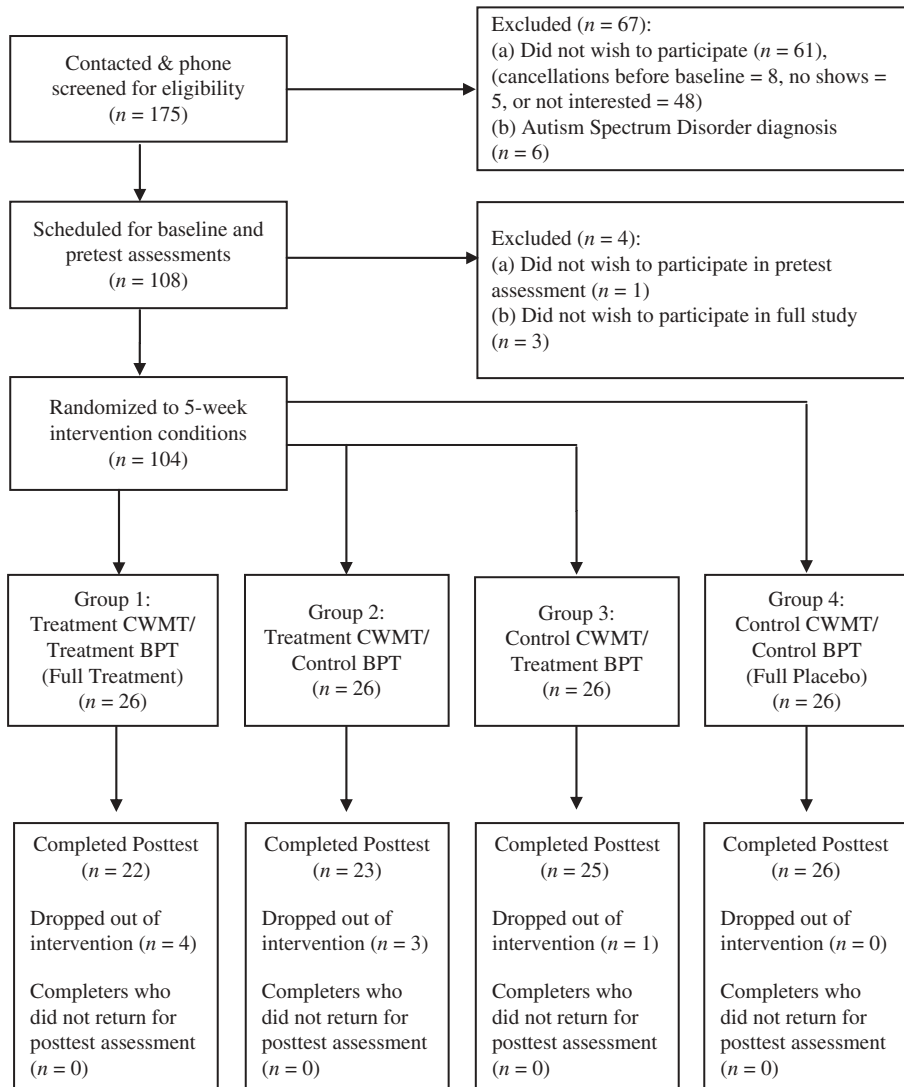 Contacted & phone
screened for eligibility
(n = 175)
Excluded (n = 67):
(a) Did not wish to participate (n = 61),
(cancellations before baseline = 8, no shows =
5, or not interested = 48)
(b) Autism Spectrum Disorder diagnosis
(n = 6)
Scheduled for baseline and
pretest assessments
(n = 108)
Excluded (n = 4):
(a) Did not wish to participate in pretest
assessment (n = 1)
(b) Did not wish to participate in full study
(n = 3)
Randomized to 5-week
intervention conditions
(n = 104)
Group 1:
Treatment CWMT/
Treatment BPT
(Full Treatment)
(n = 26)
Group 2:
Treatment CWMT/
Control BPT
(n = 26)
Group 3:
Control CWMT/
Treatment BPT
(n = 26)
Group 4:
Control CWMT/
Control BPT
(Full Placebo)
(n = 26)
Completed Posttest
(n = 22)
Dropped out of
intervention (n = 4)
Completers who
did not return for
posttest assessment
(n = 0)
Completed Posttest
(n = 23)
Dropped out of
intervention (n = 3)
Completers who
did not return for
posttest assessment
(n = 0)
Completed Posttest
(n = 25)
Dropped out of
intervention (n = 1)
Completers who
did not return for
posttest assessment
(n = 0)
Completed Posttest
(n = 26)
Dropped out of
intervention (n = 0)
Completers who
did not return for
posttest assessment
(n = 0)